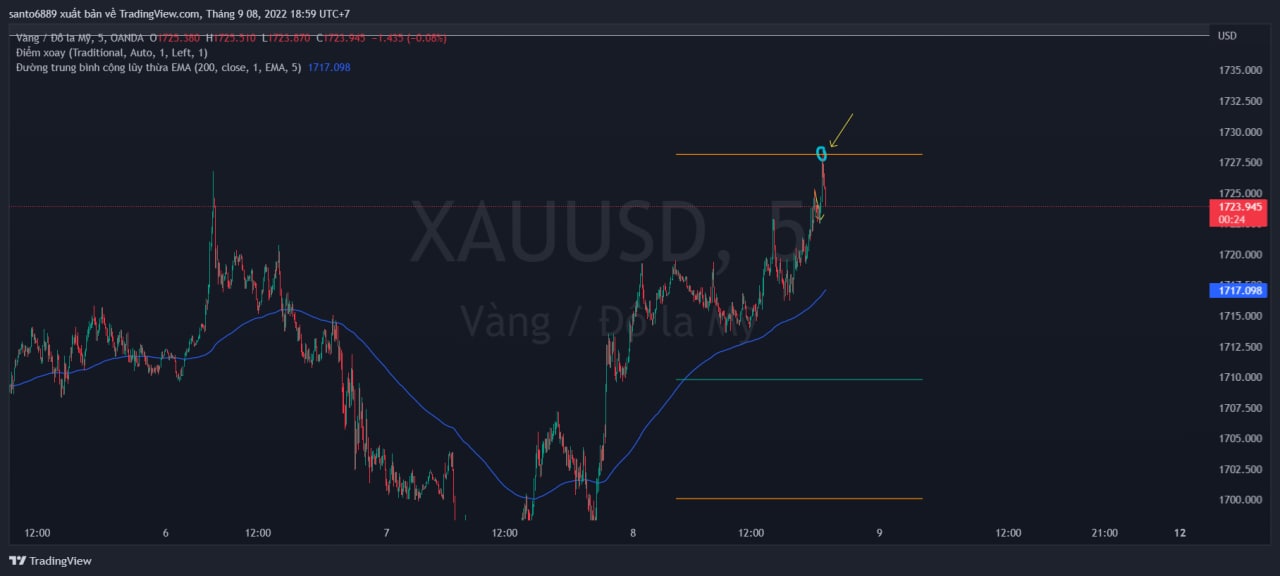 santo6889 xuất bản về TradingView.com, Tháng 9 08, 2022 18:59 UTC+7
Vàng / Đô la Mỹ, 5, OANDA O1725.380 H1725.510 L1723.870 C1723.945 −1.435 (−0.08%)
USD
Điểm xoay (Traditional, Auto, 1, Left, 1)
Đường trung bình cộng lũy thừa EMA (200, close, 1, EMA, 5) 1717.098
1735.000
1732.500
1730.000
1727.500
1725.000
1723.945
00:24
1720.000
1717.098
1715.000
1712.500
1710.000
1707.500
1705.000
1702.500
1700.000
XAUUSD, 5
Vàng / Đô la Mỹ
12:00 6 12:00 7 12:00 8 12:00 9 12:00 21:00 12
TradingView